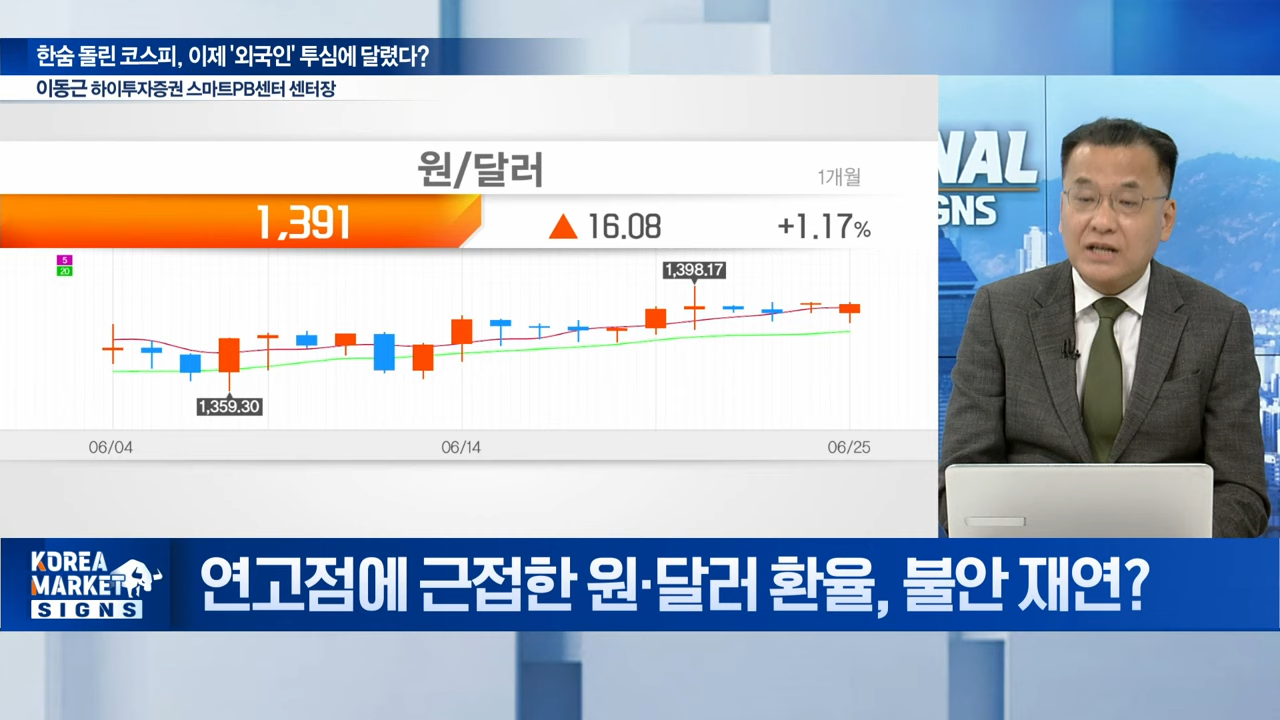 한숨 돌린 코스피, 이제 '외국인' 투심에 달렸다?
이동근 하이투자증권 스마트PB센터 센터장
원/달러
1개월
1,391
▲ 16.08
+1.17%
5
20
1,398.17
1,359.30
06/04
06/14
06/25
NAL
GNS
KOREA
MARKET
SIGNS
연고점에 근접한 원·달러 환율, 불안 재연?